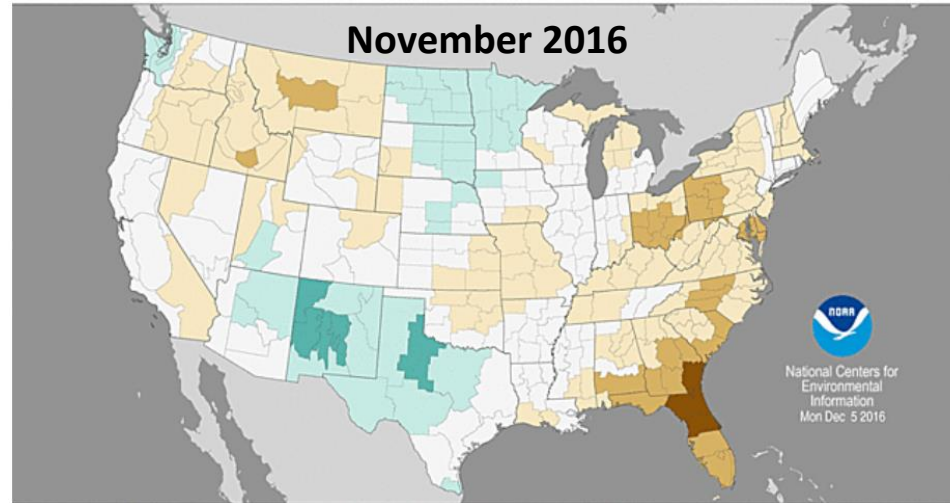 November 2016
NOAA
National Centers for
Environmental
Information
Mon Dec 5 2016